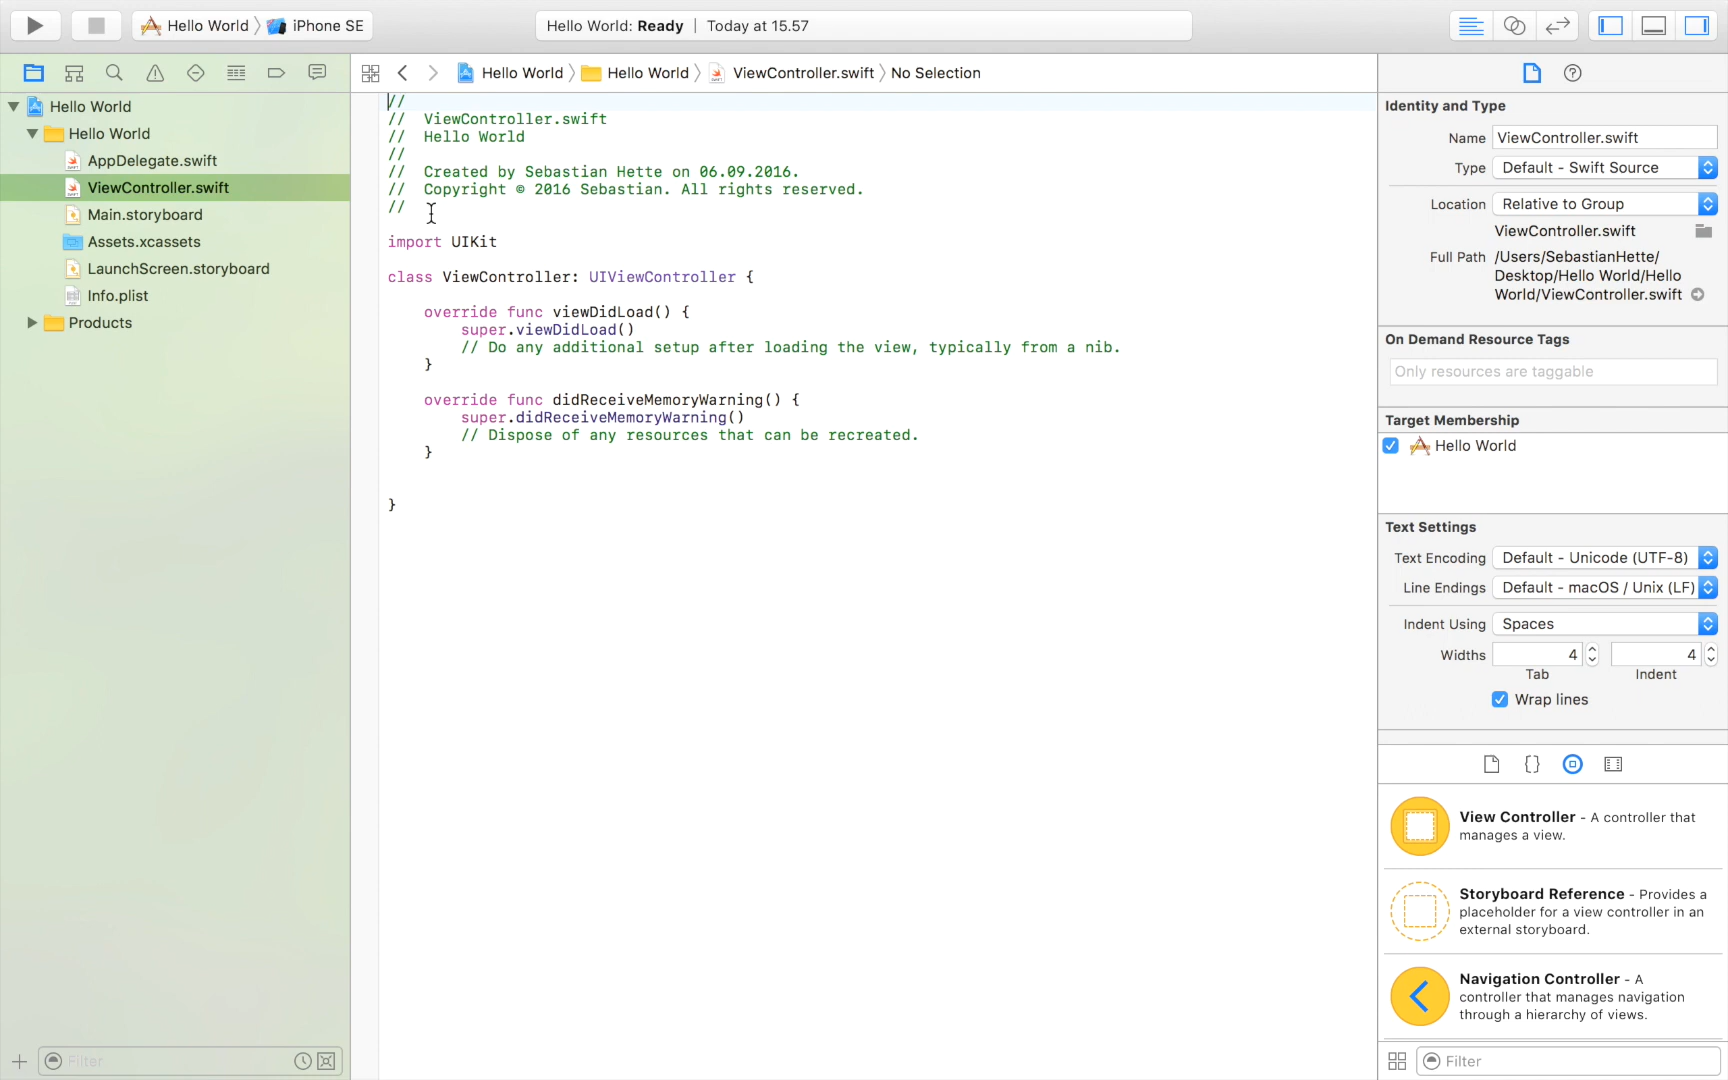 Hello World 〉 iPhone SE
Hello World: Ready | Today at 15.57
Hello World 〉 Hello World 〉 ViewController.swift 〉 No Selection
Hello World
Hello World
AppDelegate.swift
ViewController.swift
Main.storyboard
Assets.xcassets
LaunchScreen.storyboard
Info.plist
Products
Filter
//
//  ViewController.swift
//  Hello World
//
//  Created by Sebastian Hette on 06.09.2016.
//  Copyright © 2016 Sebastian. All rights reserved.
//
import UIKit
class ViewController: UIViewController {
    override func viewDidLoad() {
        super.viewDidLoad()
        // Do any additional setup after loading the view, typically from a nib.
    }
    override func didReceiveMemoryWarning() {
        super.didReceiveMemoryWarning()
        // Dispose of any resources that can be recreated.
    }
}
Identity and Type
Name ViewController.swift
Type Default - Swift Source
Location Relative to Group
ViewController.swift
Full Path /Users/SebastianHette/
Desktop/Hello World/Hello
World/ViewController.swift
On Demand Resource Tags
Only resources are taggable
Target Membership
Hello World
Text Settings
Text Encoding Default - Unicode (UTF-8)
Line Endings Default - macOS / Unix (LF)
Indent Using Spaces
Widths 4 4
Tab Indent
Wrap lines
{}
View Controller - A controller that
manages a view.
Storyboard Reference - Provides a
placeholder for a view controller in an
external storyboard.
Navigation Controller - A
controller that manages navigation
through a hierarchy of views.
Filter